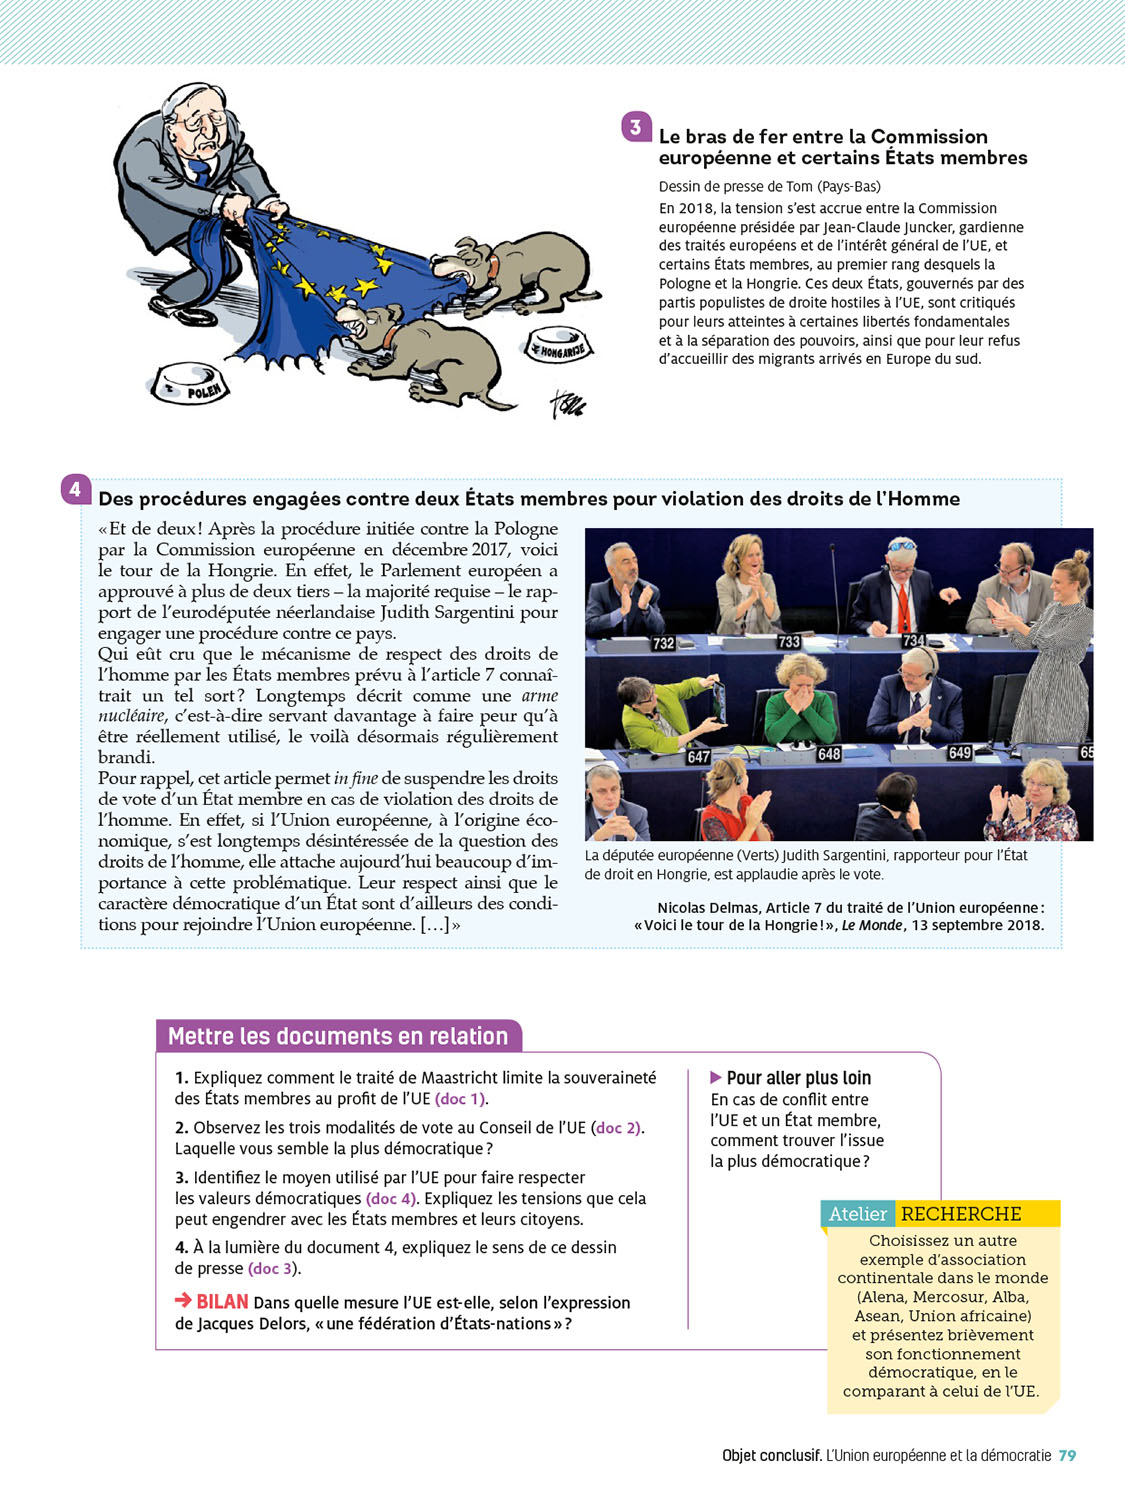 3
Le bras de fer entre la Commission
européenne et certains États membres
Dessin de presse de Tom (Pays-Bas)
En 2018, la tension s'est accrue entre la Commission
européenne présidée par Jean-Claude Juncker, gardienne
des traités européens et de l'intérêt général de l'UE, et
certains États membres, au premier rang desquels la
Pologne et la Hongrie. Ces deux États, gouvernés par des
partis populistes de droite hostiles à l'UE, sont critiqués
pour leurs atteintes à certaines libertés fondamentales
et à la séparation des pouvoirs, ainsi que pour leur refus
d'accueillir des migrants arrivés en Europe du sud.
HONGARIJE
POLEN
Tom
4
Des procédures engagées contre deux États membres pour violation des droits de l'Homme
« Et de deux ! Après la procédure initiée contre la Pologne
par la Commission européenne en décembre 2017, voici
le tour de la Hongrie. En effet, le Parlement européen a
approuvé à plus de deux tiers – la majorité requise – le rap-
port de l'eurodéputée néerlandaise Judith Sargentini pour
engager une procédure contre ce pays.
Qui eût cru que le mécanisme de respect des droits de
l'homme par les États membres prévu à l'article 7 connaî-
trait un tel sort ? Longtemps décrit comme une arme
nucléaire, c'est-à-dire servant davantage à faire peur qu'à
être réellement utilisé, le voilà désormais régulièrement
brandi.
Pour rappel, cet article permet in fine de suspendre les droits
de vote d'un État membre en cas de violation des droits de
l'homme. En effet, si l'Union européenne, à l'origine éco-
nomique, s'est longtemps désintéressée de la question des
droits de l'homme, elle attache aujourd'hui beaucoup d'im-
portance à cette problématique. Leur respect ainsi que le
caractère démocratique d'un État sont d'ailleurs des condi-
tions pour rejoindre l'Union européenne. […] »
732
733
734
647
648
649
65
La députée européenne (Verts) Judith Sargentini, rapporteur pour l'État
de droit en Hongrie, est applaudie après le vote.
Nicolas Delmas, Article 7 du traité de l'Union européenne :
« Voici le tour de la Hongrie ! », Le Monde, 13 septembre 2018.
Mettre les documents en relation
1. Expliquez comment le traité de Maastricht limite la souveraineté
des États membres au profit de l'UE (doc 1).
2. Observez les trois modalités de vote au Conseil de l'UE (doc 2).
Laquelle vous semble la plus démocratique ?
3. Identifiez le moyen utilisé par l'UE pour faire respecter
les valeurs démocratiques (doc 4). Expliquez les tensions que cela
peut engendrer avec les États membres et leurs citoyens.
4. À la lumière du document 4, expliquez le sens de ce dessin
de presse (doc 3).
→ BILAN Dans quelle mesure l'UE est-elle, selon l'expression
de Jacques Delors, « une fédération d'États-nations » ?
▶ Pour aller plus loin
En cas de conflit entre
l'UE et un État membre,
comment trouver l'issue
la plus démocratique ?
Atelier RECHERCHE
Choisissez un autre
exemple d'association
continentale dans le monde
(Alena, Mercosur, Alba,
Asean, Union africaine)
et présentez brièvement
son fonctionnement
démocratique, en le
comparant à celui de l'UE.
Objet conclusif. L'Union européenne et la démocratie 79